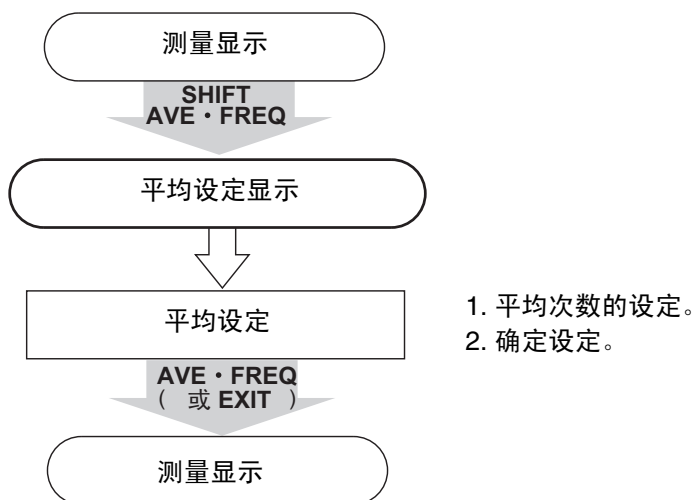 测量显示
SHIFT
AVE・FREQ
平均设定显示
平均设定
1. 平均次数的设定。
2. 确定设定。
AVE・FREQ
( 或 EXIT )
测量显示